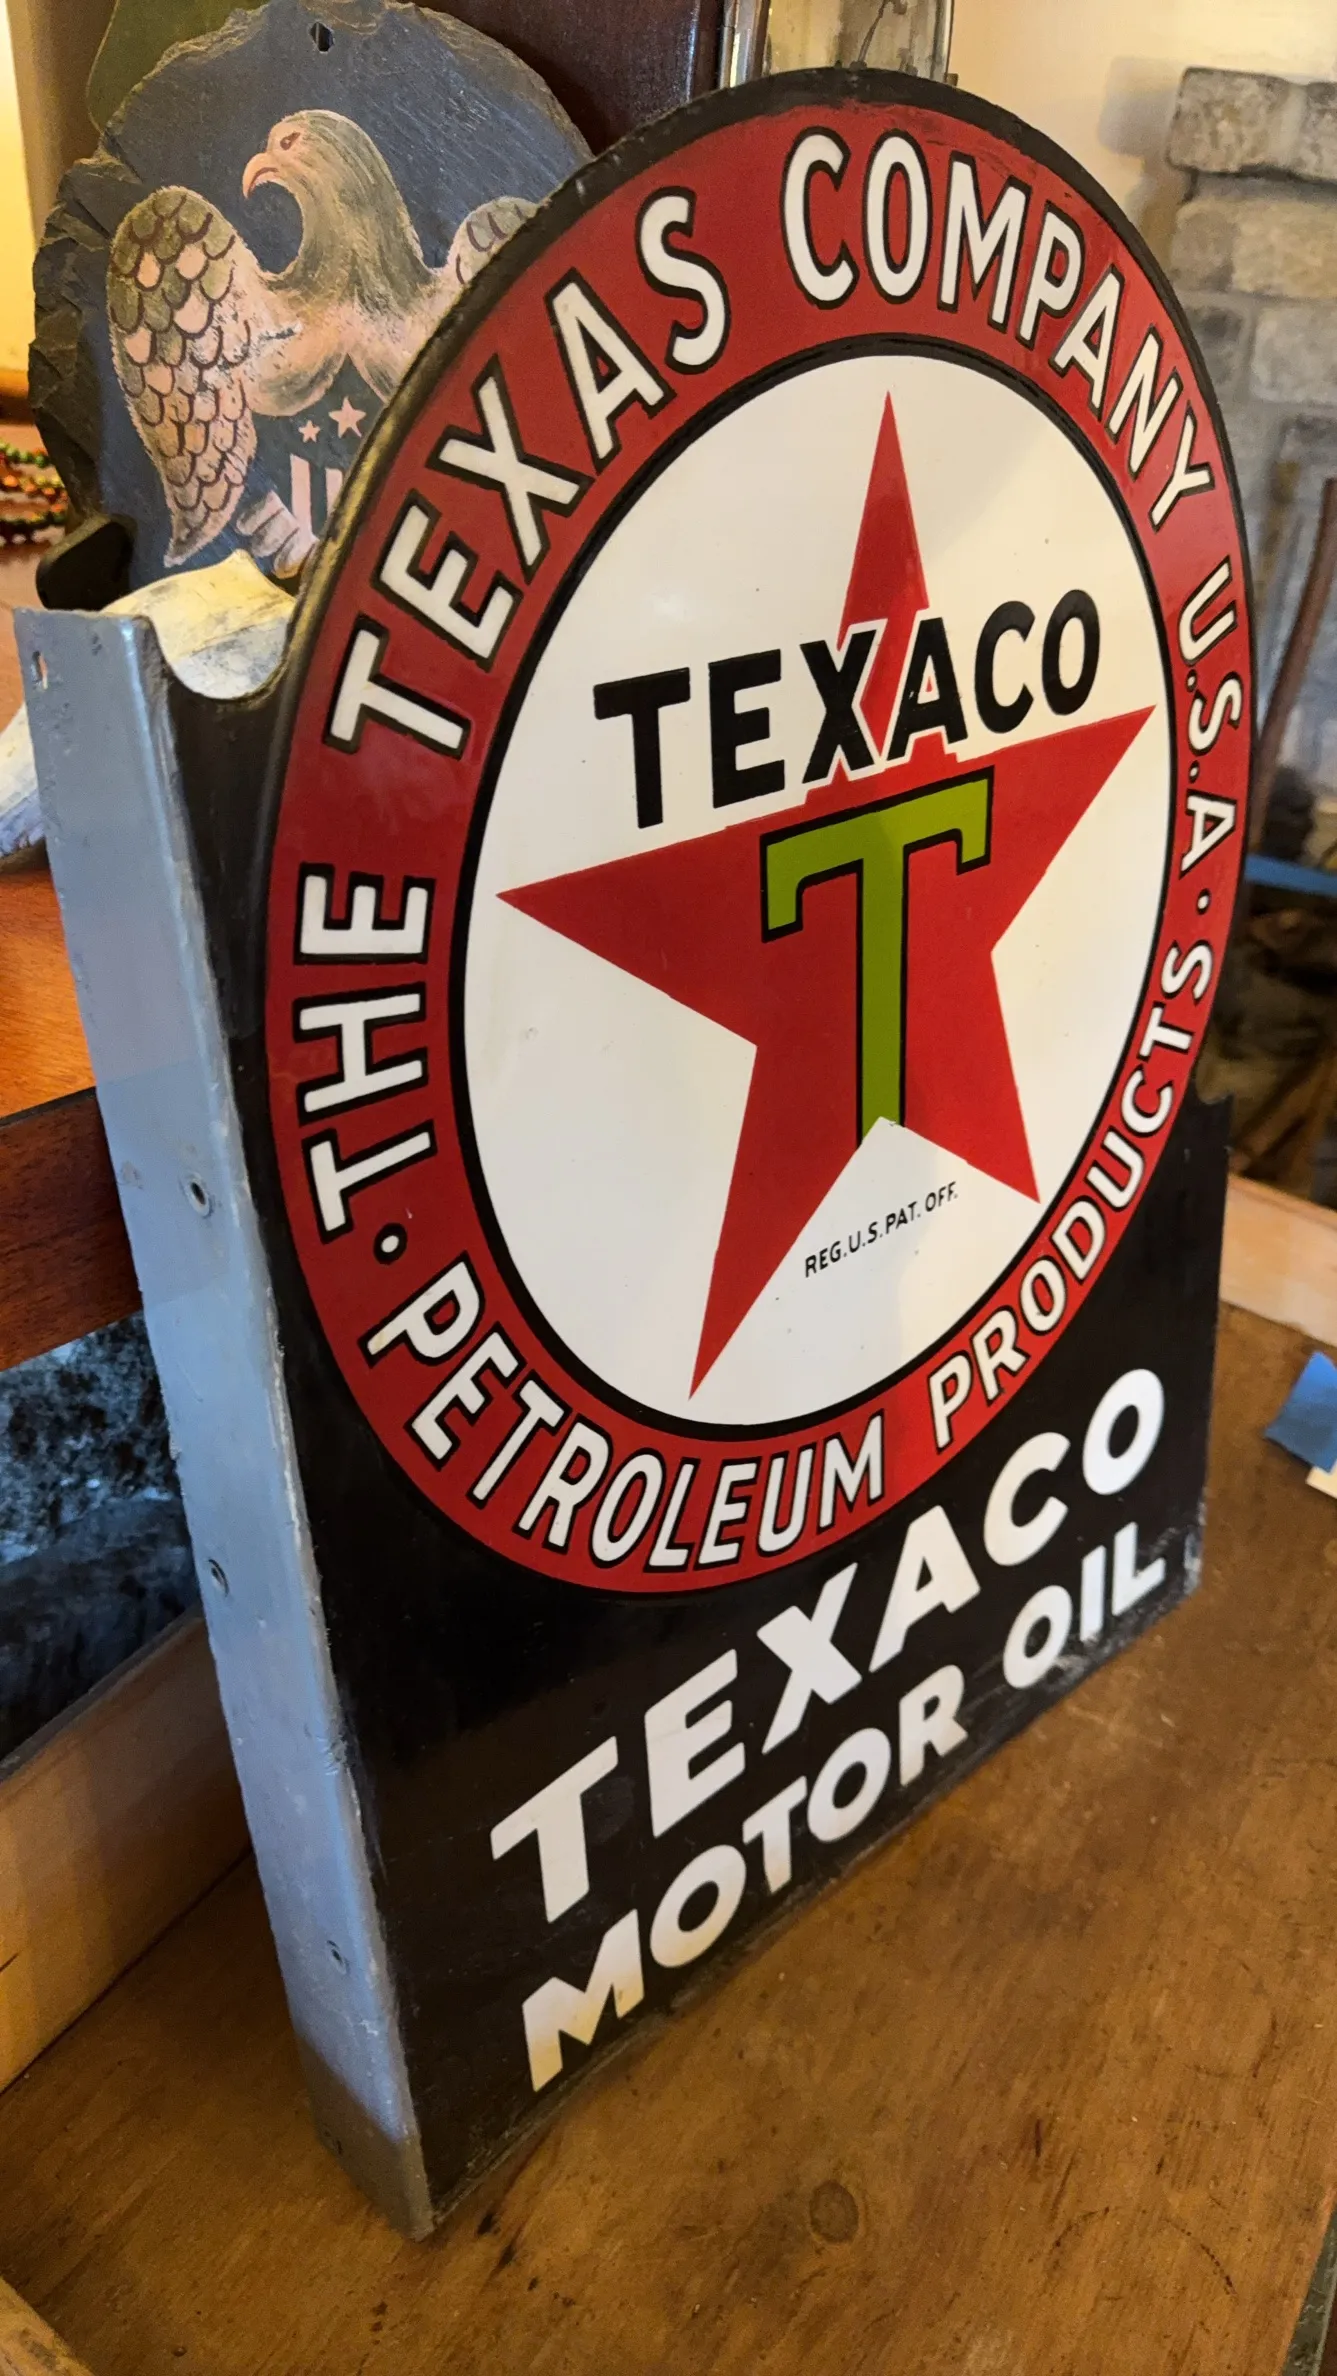 THE TEXAS COMPANY U.S.A.
· PETROLEUM PRODUCTS ·
TEXACO
T
REG. U.S. PAT. OFF.
TEXACO
MOTOR OIL